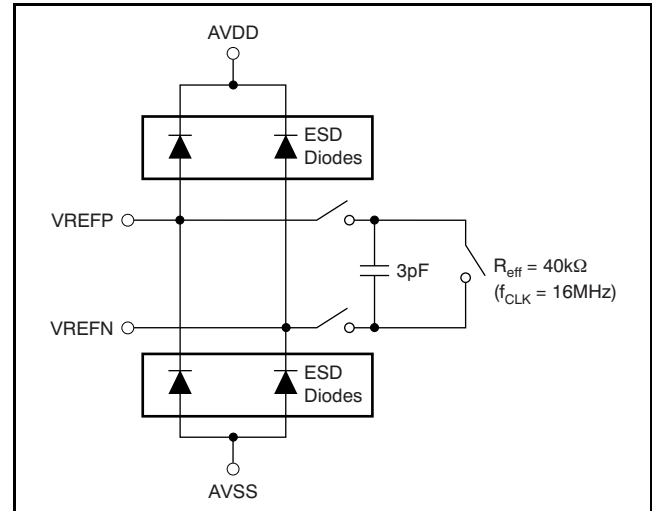 AVDD
ESD
Diodes
VREFP
3pF
R_eff = 40kΩ
(f_CLK = 16MHz)
VREFN
ESD
Diodes
AVSS